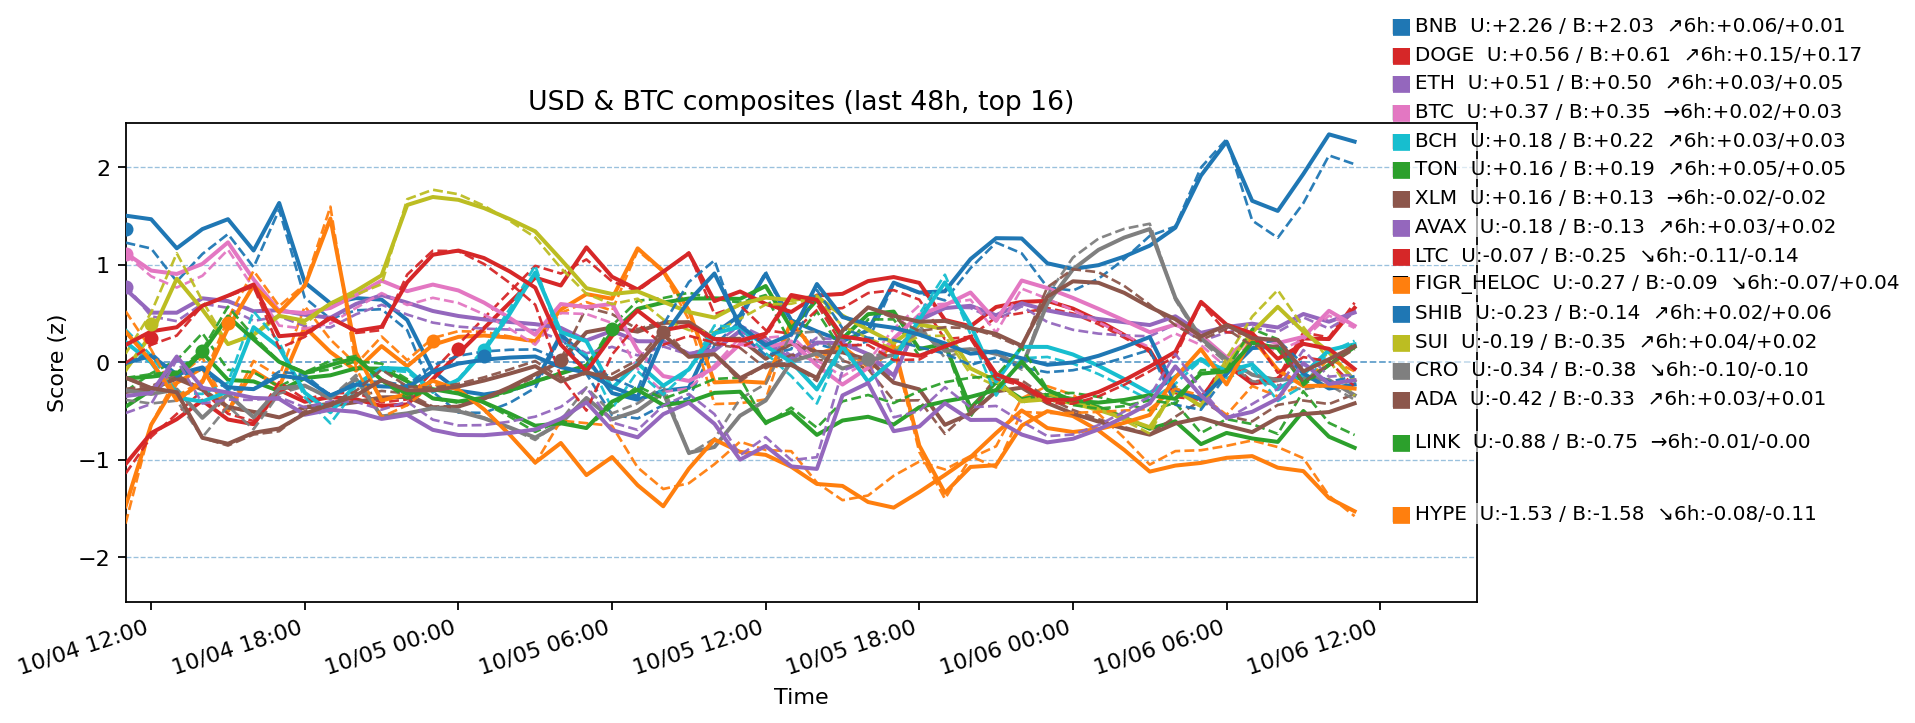 BNB  U:+2.26 / B:+2.03  ↗6h:+0.06/+0.01
DOGE  U:+0.56 / B:+0.61  ↗6h:+0.15/+0.17
ETH  U:+0.51 / B:+0.50  ↗6h:+0.03/+0.05
USD & BTC composites (last 48h, top 16)
BTC  U:+0.37 / B:+0.35  →6h:+0.02/+0.03
BCH  U:+0.18 / B:+0.22  ↗6h:+0.03/+0.03
TON  U:+0.16 / B:+0.19  ↗6h:+0.05/+0.05
XLM  U:+0.16 / B:+0.13  →6h:-0.02/-0.02
AVAX  U:-0.18 / B:-0.13  ↗6h:+0.03/+0.02
LTC  U:-0.07 / B:-0.25  ↘6h:-0.11/-0.14
FIGR_HELOC  U:-0.27 / B:-0.09  ↘6h:-0.07/+0.04
SHIB  U:-0.23 / B:-0.14  ↗6h:+0.02/+0.06
SUI  U:-0.19 / B:-0.35  ↗6h:+0.04/+0.02
CRO  U:-0.34 / B:-0.38  ↘6h:-0.10/-0.10
ADA  U:-0.42 / B:-0.33  ↗6h:+0.03/+0.01
LINK  U:-0.88 / B:-0.75  →6h:-0.01/-0.00
HYPE  U:-1.53 / B:-1.58  ↘6h:-0.08/-0.11
Score (z)
2
1
0
−1
−2
10/04 12:00
10/04 18:00
10/05 00:00
10/05 06:00
10/05 12:00
10/05 18:00
10/06 00:00
10/06 06:00
10/06 12:00
Time